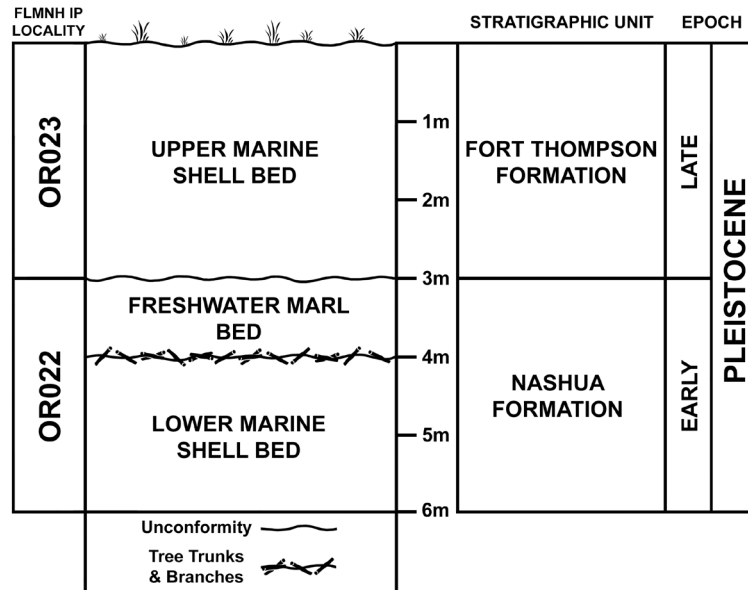 FLMNH IP
LOCALITY
STRATIGRAPHIC UNIT
EPOCH
OR023
UPPER MARINE
SHELL BED
1m
2m
3m
FORT THOMPSON
FORMATION
LATE
PLEISTOCENE
OR022
FRESHWATER MARL
BED
4m
LOWER MARINE
SHELL BED
5m
6m
NASHUA
FORMATION
EARLY
Unconformity
Tree Trunks
& Branches